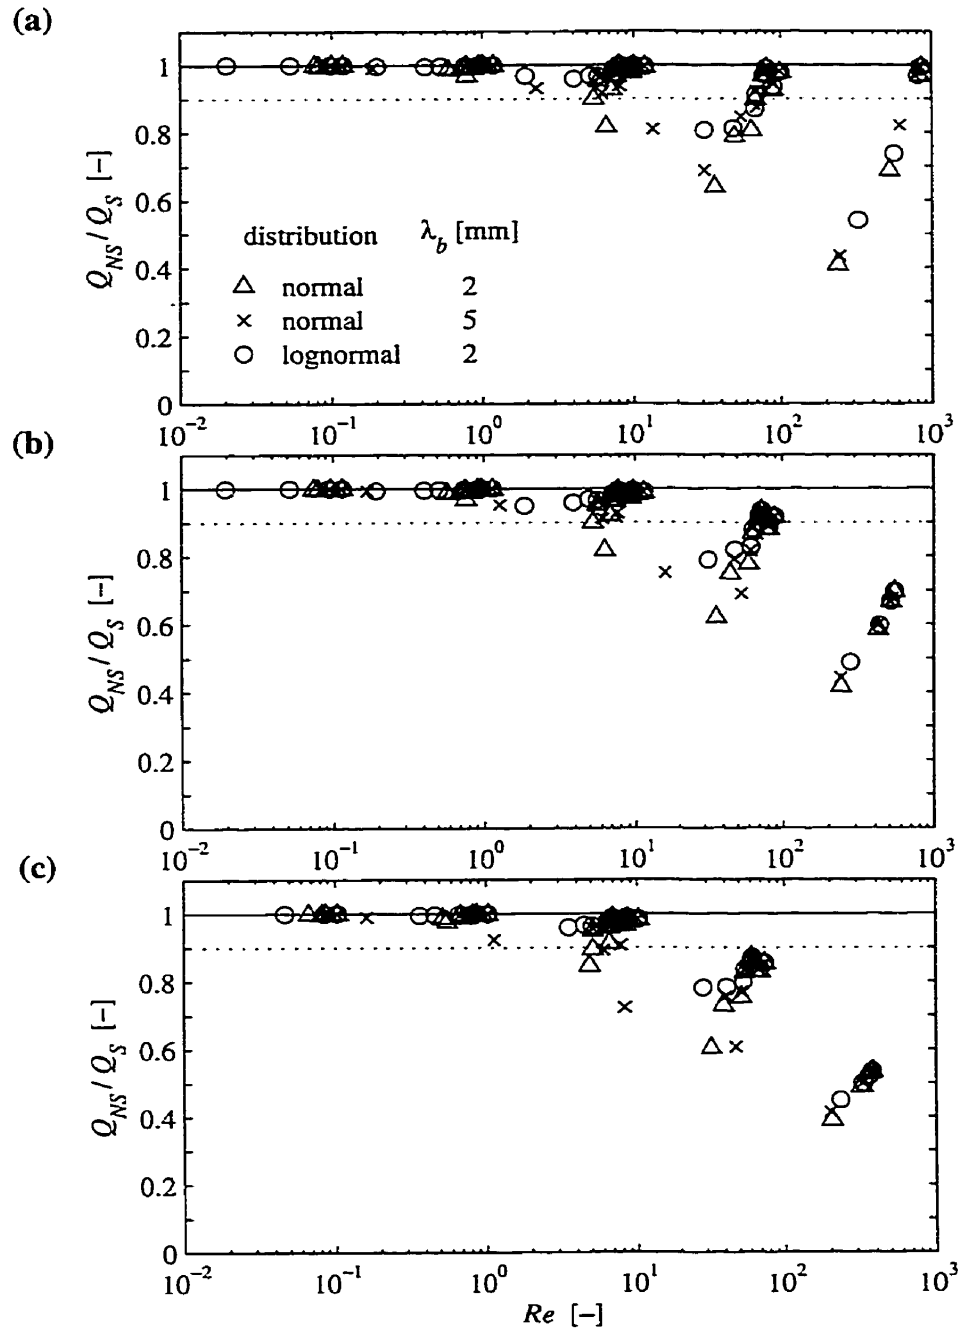 (a)
1
0.8
0.6
0.4
0.2
0
Q_NS / Q_S [–]
distribution λ_b [mm]
△ normal 2
× normal 5
○ lognormal 2
10^-2 10^-1 10^0 10^1 10^2 10^3
(b)
1
0.8
0.6
0.4
0.2
0
Q_NS / Q_S [–]
10^-2 10^-1 10^0 10^1 10^2 10^3
(c)
1
0.8
0.6
0.4
0.2
0
Q_NS / Q_S [–]
10^-2 10^-1 10^0 10^1 10^2 10^3
Re [–]